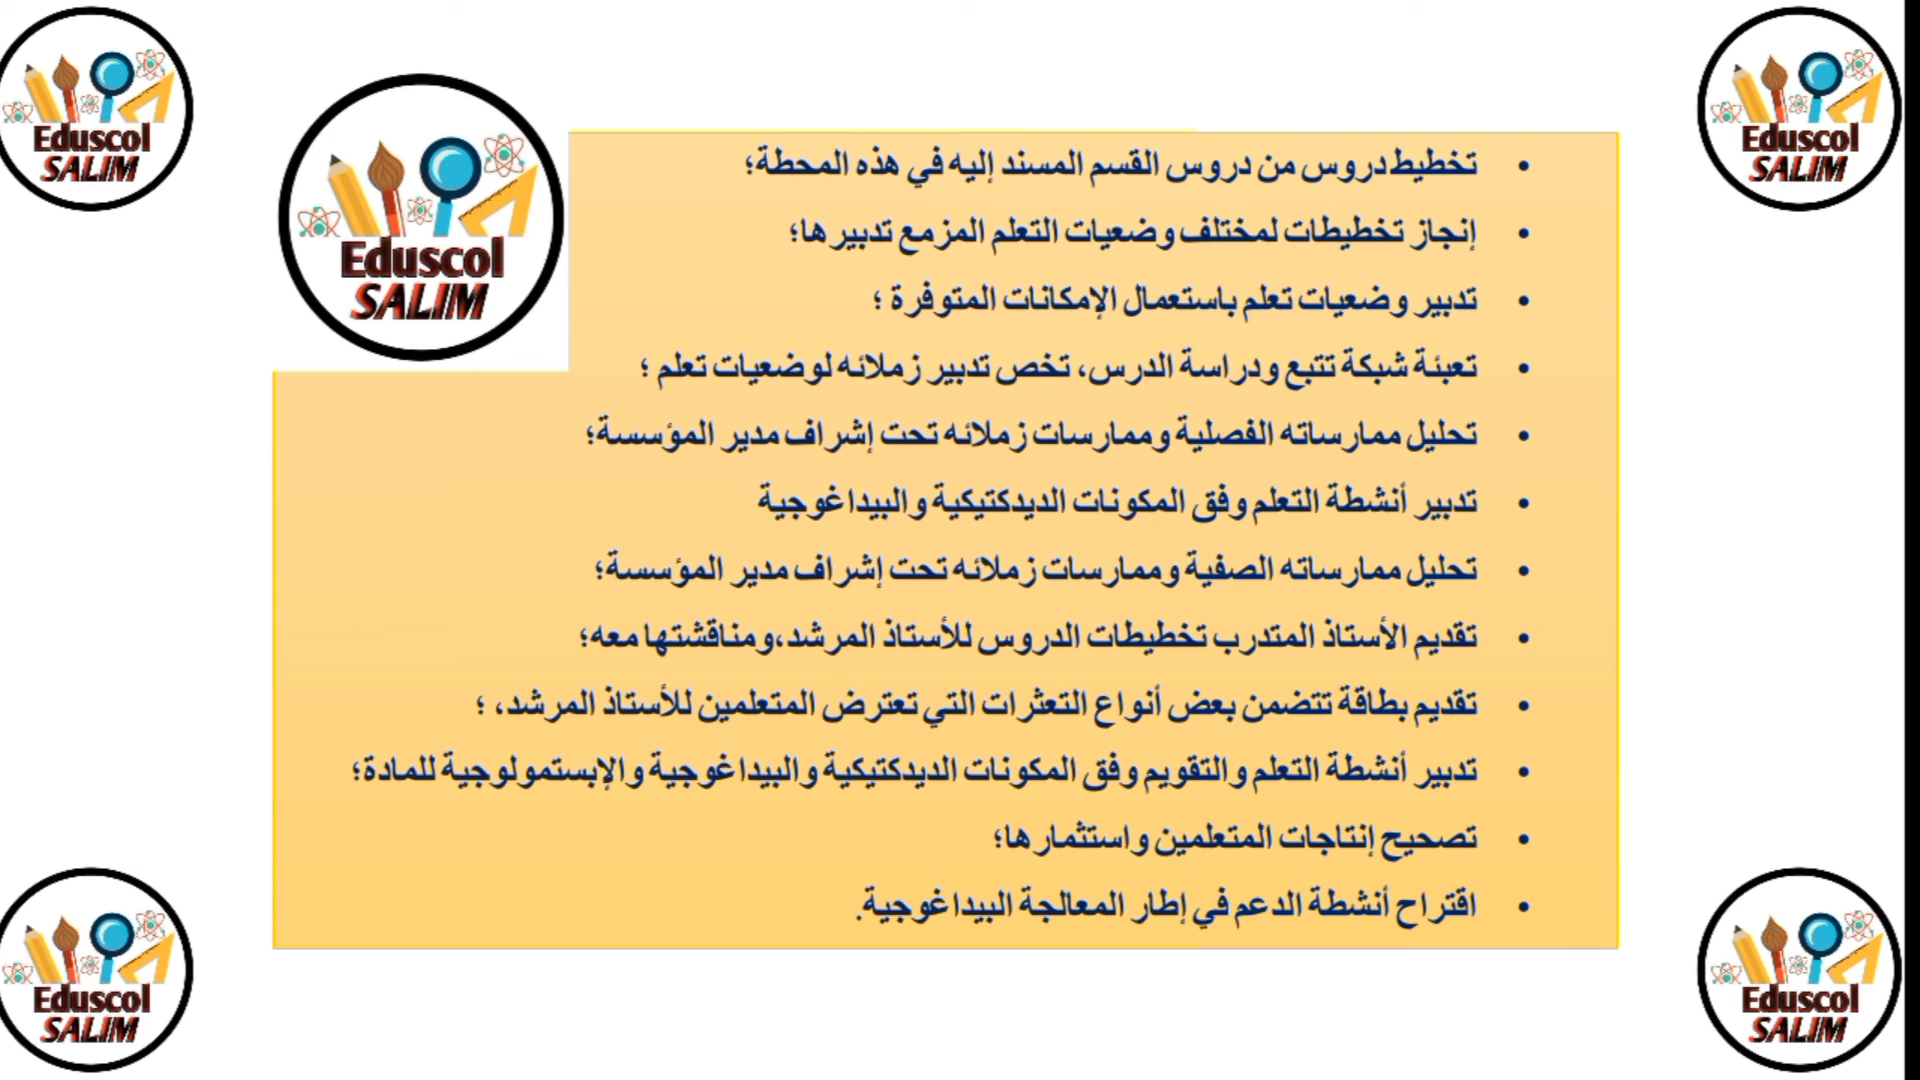 Eduscol
SALIM
Eduscol
SALIM
Eduscol
SALIM
• تخطيط دروس من دروس القسم المسند إليه في هذه المحطة؛
• إنجاز تخطيطات لمختلف وضعيات التعلم المزمع تدبيرها؛
• تدبير وضعيات تعلم باستعمال الإمكانات المتوفرة ؛
• تعبئة شبكة تتبع ودراسة الدرس، تخص تدبير زملائه لوضعيات تعلم ؛
• تحليل ممارساته الفصلية وممارسات زملائه تحت إشراف مدير المؤسسة؛
• تدبير أنشطة التعلم وفق المكونات الديدكتيكية والبيداغوجية
• تحليل ممارساته الصفية وممارسات زملائه تحت إشراف مدير المؤسسة؛
• تقديم الأستاذ المتدرب تخطيطات الدروس للأستاذ المرشد،ومناقشتها معه؛
• تقديم بطاقة تتضمن بعض أنواع التعثرات التي تعترض المتعلمين للأستاذ المرشد، ؛
• تدبير أنشطة التعلم والتقويم وفق المكونات الديدكتيكية والبيداغوجية والإبستمولوجية للمادة؛
• تصحيح إنتاجات المتعلمين واستثمارها؛
• اقتراح أنشطة الدعم في إطار المعالجة البيداغوجية.
Eduscol
SALIM
Eduscol
SALIM